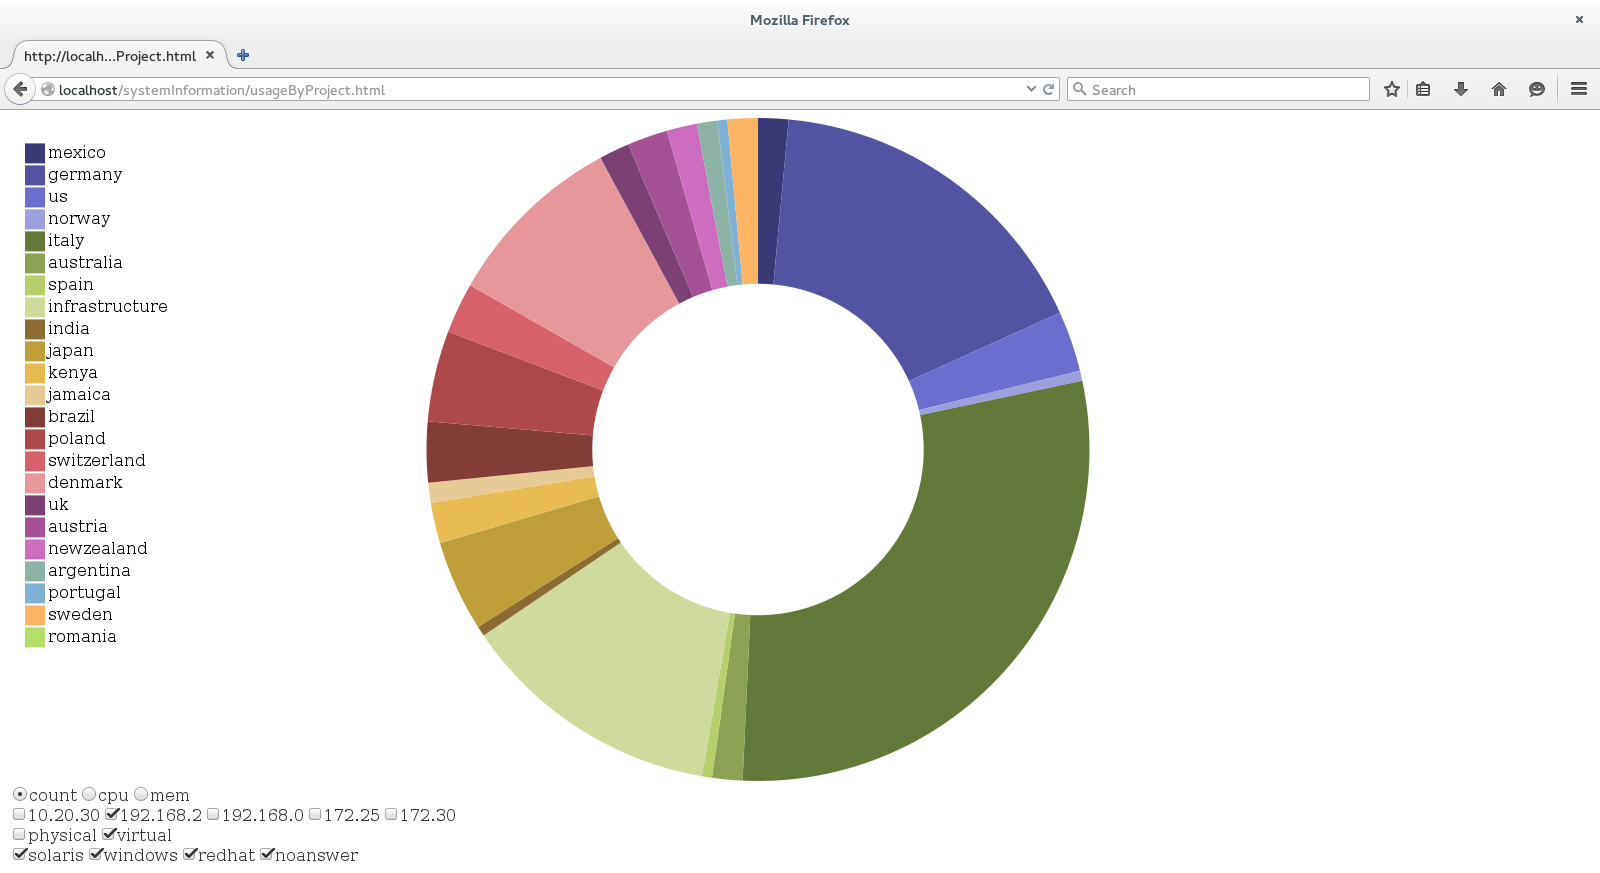 Mozilla Firefox
http://localh...Project.html
localhost/systemInformation/usageByProject.html
Search
mexico
germany
us
norway
italy
australia
spain
infrastructure
india
japan
kenya
jamaica
brazil
poland
switzerland
denmark
uk
austria
newzealand
argentina
portugal
sweden
romania
count cpu mem
10.20.30 192.168.2 192.168.0 172.25 172.30
physical virtual
solaris windows redhat noanswer